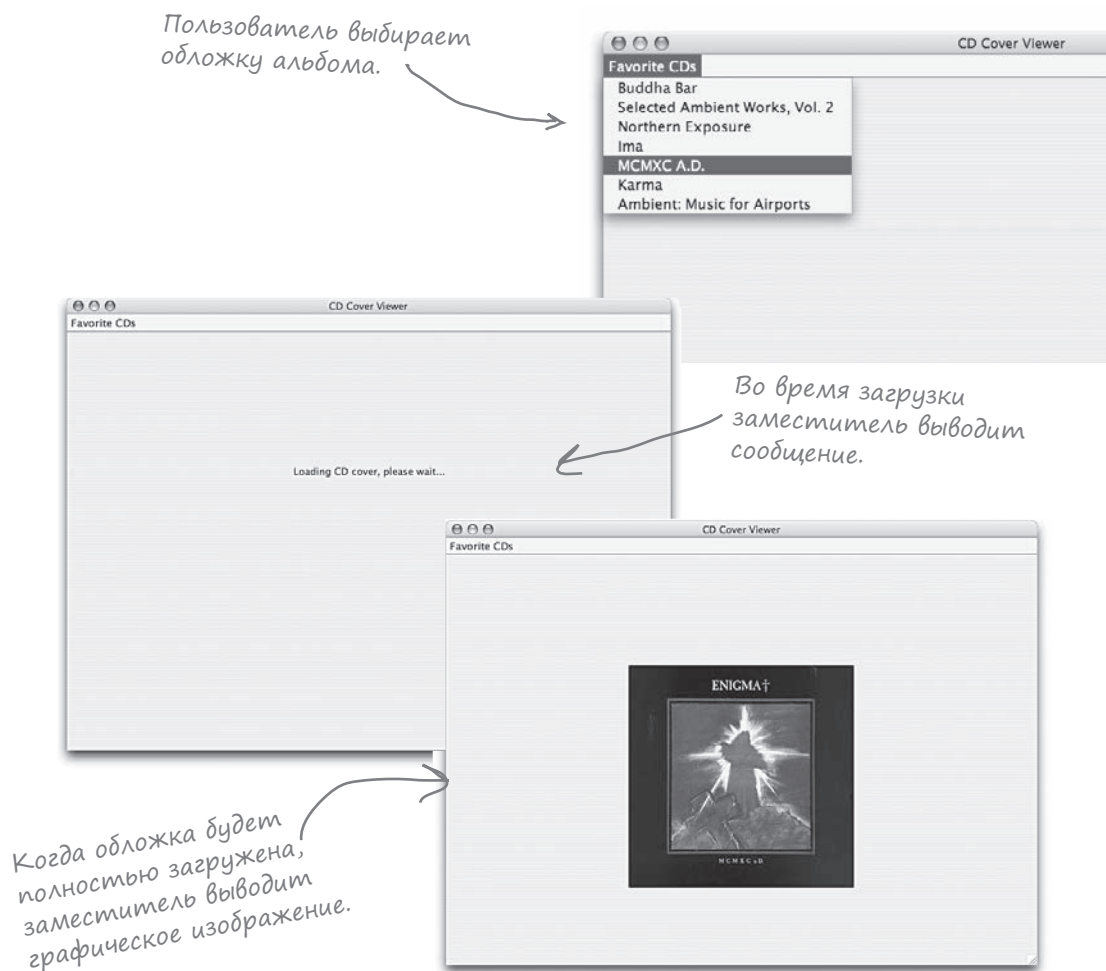 Пользователь выбирает
обложку альбома.
CD Cover Viewer
Favorite CDs
Buddha Bar
Selected Ambient Works, Vol. 2
Northern Exposure
Ima
MCMXC A.D.
Karma
Ambient: Music for Airports
CD Cover Viewer
Favorite CDs
Loading CD cover, please wait...
Во время загрузки
заместитель выводит
сообщение.
CD Cover Viewer
Favorite CDs
ENIGMA†
MCMXC a.D.
Когда обложка будет
полностью загружена,
заместитель выводит
графическое изображение.